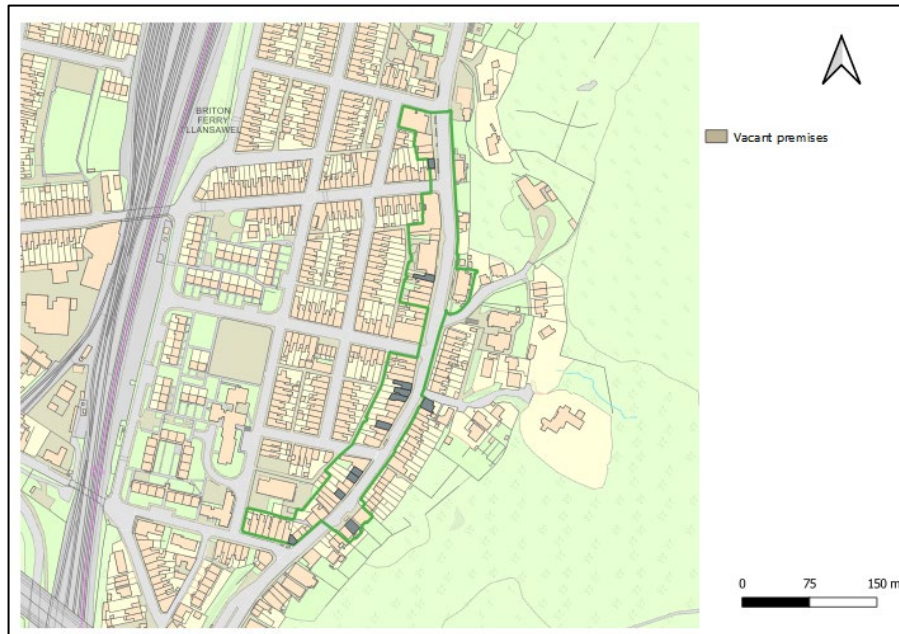 BRITON
FERRY
LLANSAWEL
Vacant premises
0 75 150 m